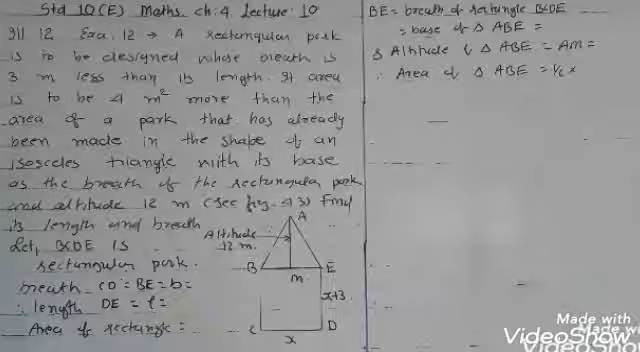 Std 10(E) Maths ch:4 Lecture: 10
Ill 12 Exa. 12 → A rectangular park
is to be designed whose breath is
3 m less than its length. It area
is to be 4 m² more than the
area of a park that has already
been made in the shape of an
isosceles triangle with its base
as the breath of the rectangular park
and altitude 12 m (see fig. 4.3) Find
its length and breath
Let, BCDE is
rectangular park.
breath CD = BE = b =
∴ length DE = l =
Area of rectangle =
Altitude
12 m.
A
B
E
m
x+3
C
D
x
BE = breath of rectangle BCDE
= base of Δ ABE =
& Altitude of Δ ABE = Am =
∴ Area of Δ ABE = 1/2 x
Made with
VideoShow